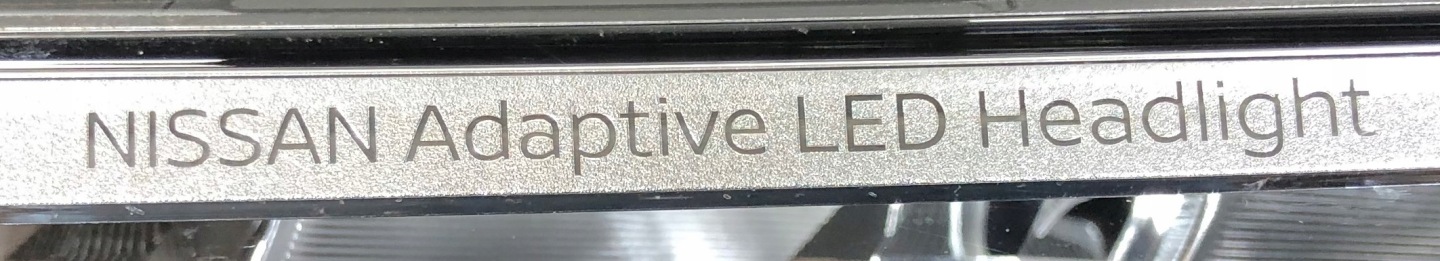 NISSAN Adaptive LED Headlight